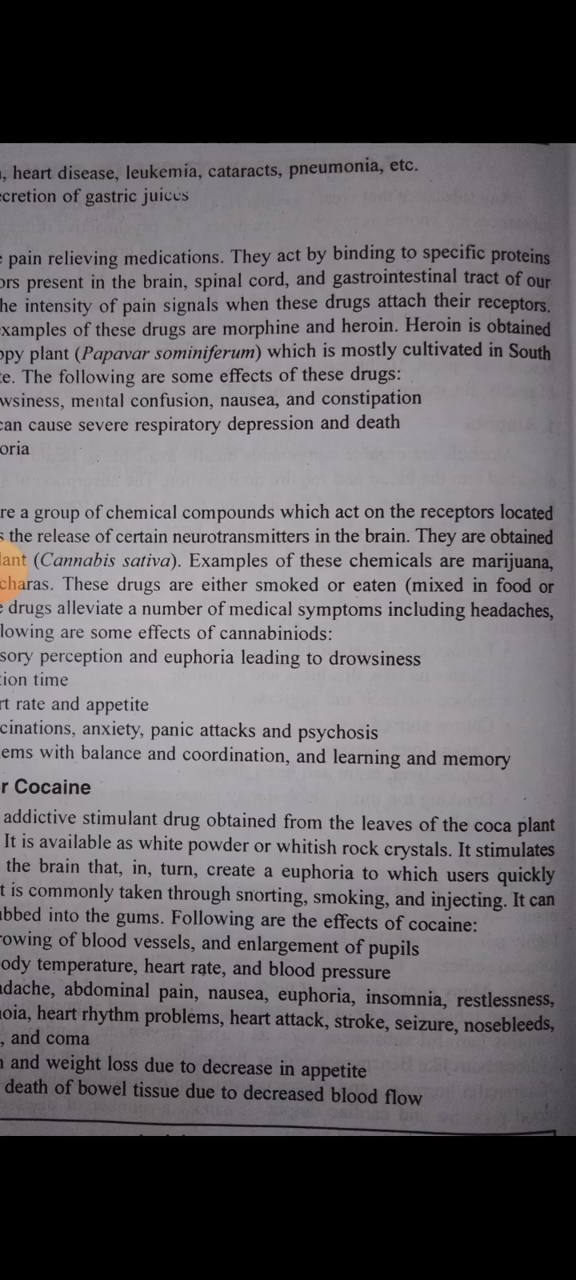 , heart disease, leukemia, cataracts, pneumonia, etc.
ecretion of gastric juices
pain relieving medications. They act by binding to specific proteins
ors present in the brain, spinal cord, and gastrointestinal tract of our
he intensity of pain signals when these drugs attach their receptors.
xamples of these drugs are morphine and heroin. Heroin is obtained
opy plant (Papavar sominiferum) which is mostly cultivated in South
te. The following are some effects of these drugs:
wsiness, mental confusion, nausea, and constipation
can cause severe respiratory depression and death
oria
re a group of chemical compounds which act on the receptors located
s the release of certain neurotransmitters in the brain. They are obtained
lant (Cannabis sativa). Examples of these chemicals are marijuana,
charas. These drugs are either smoked or eaten (mixed in food or
e drugs alleviate a number of medical symptoms including headaches,
lowing are some effects of cannabiniods:
sory perception and euphoria leading to drowsiness
tion time
rt rate and appetite
cinations, anxiety, panic attacks and psychosis
ems with balance and coordination, and learning and memory
r Cocaine
addictive stimulant drug obtained from the leaves of the coca plant
It is available as white powder or whitish rock crystals. It stimulates
the brain that, in, turn, create a euphoria to which users quickly
t is commonly taken through snorting, smoking, and injecting. It can
ubbed into the gums. Following are the effects of cocaine:
rowing of blood vessels, and enlargement of pupils
ody temperature, heart rate, and blood pressure
adache, abdominal pain, nausea, euphoria, insomnia, restlessness,
noia, heart rhythm problems, heart attack, stroke, seizure, nosebleeds,
, and coma
n and weight loss due to decrease in appetite
death of bowel tissue due to decreased blood flow